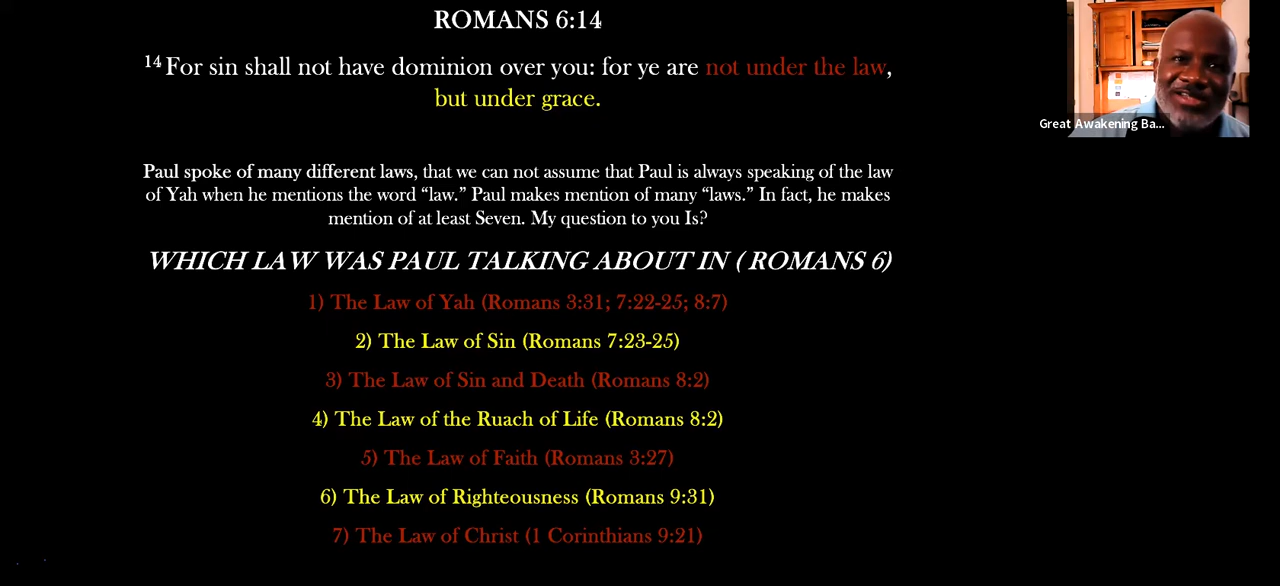 ROMANS 6:14
14 For sin shall not have dominion over you: for ye are not under the law,
but under grace.
Great Awakening Ba...
Paul spoke of many different laws, that we can not assume that Paul is always speaking of the law
of Yah when he mentions the word “law.” Paul makes mention of many “laws.” In fact, he makes
mention of at least Seven. My question to you Is?
WHICH LAW WAS PAUL TALKING ABOUT IN ( ROMANS 6)
1) The Law of Yah (Romans 3:31; 7:22-25; 8:7)
2) The Law of Sin (Romans 7:23-25)
3) The Law of Sin and Death (Romans 8:2)
4) The Law of the Ruach of Life (Romans 8:2)
5) The Law of Faith (Romans 3:27)
6) The Law of Righteousness (Romans 9:31)
7) The Law of Christ (1 Corinthians 9:21)